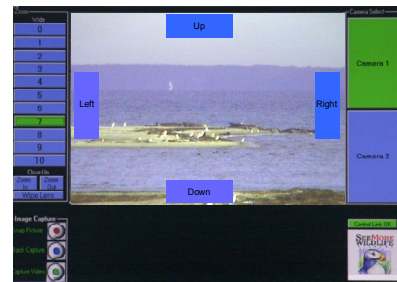 Zoom
Wide
0
1
2
3
4
5
6
7
8
9
10
Close Up
Zoom In
Zoom Out
Wipe Lens
Up
Left
Right
Down
Camera Select
Camera 1
Camera 2
Image Capture
Snap Picture
Start Capture
Capture Video
Control Link OK
SEEMORE
WILDLIFE